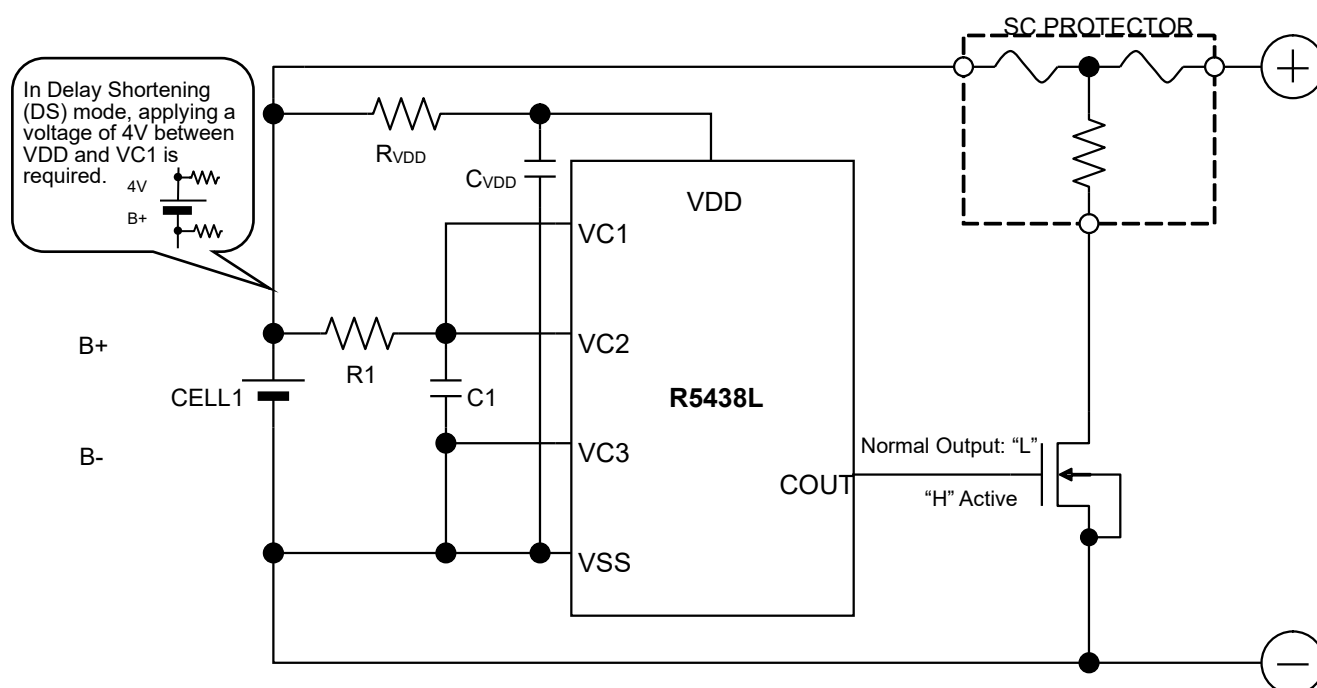 SC PROTECTOR
In Delay Shortening
(DS) mode, applying a
voltage of 4V between
VDD and VC1 is
required.
4V
B+
RVDD
CVDD
VDD
VC1
B+
R1
VC2
CELL1
C1
R5438L
B-
VC3
Normal Output: “L”
COUT
“H” Active
VSS